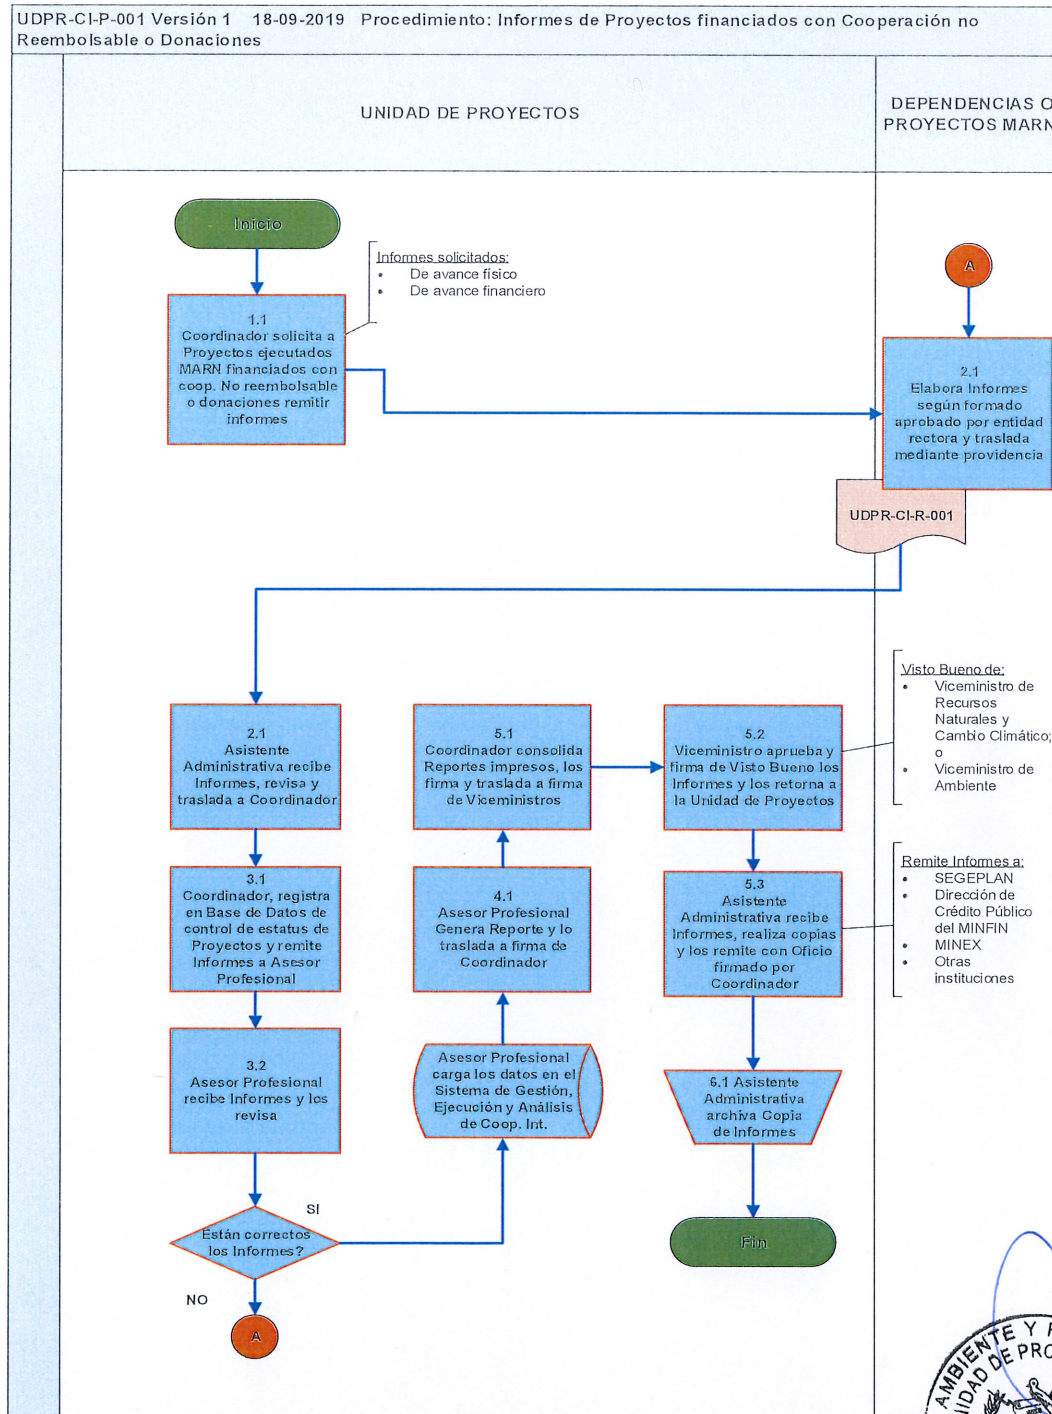 UDPR-CI-P-001 Versión 1 18-09-2019 Procedimiento: Informes de Proyectos financiados con Cooperación no
Reembolsable o Donaciones
UNIDAD DE PROYECTOS
DEPENDENCIAS O
PROYECTOS MARN
Inicio
Informes solicitados:
• De avance físico
• De avance financiero
A
1.1
Coordinador solicita a
Proyectos ejecutados
MARN financiados con
coop. No reembolsable
o donaciones remitir
informes
2.1
Elabora Informes
según formado
aprobado por entidad
rectora y traslada
mediante providencia
UDPR-CI-R-001
2.1
Asistente
Administrativa recibe
Informes, revisa y
traslada a Coordinador
5.1
Coordinador consolida
Reportes impresos, los
firma y traslada a firma
de Viceministros
5.2
Viceministro aprueba y
firma de Visto Bueno los
Informes y los retorna a
la Unidad de Proyectos
Visto Bueno de:
• Viceministro de
Recursos
Naturales y
Cambio Climático;
o
• Viceministro de
Ambiente
3.1
Coordinador, registra
en Base de Datos de
control de estatus de
Proyectos y remite
Informes a Asesor
Profesional
4.1
Asesor Profesional
Genera Reporte y lo
traslada a firma de
Coordinador
5.3
Asistente
Administrativa recibe
Informes, realiza copias
y los remite con Oficio
firmado por
Coordinador
Remite Informes a:
• SEGEPLAN
• Dirección de
Crédito Público
del MINFIN
• MINEX
• Otras
instituciones
3.2
Asesor Profesional
recibe Informes y los
revisa
Asesor Profesional
carga los datos en el
Sistema de Gestión,
Ejecución y Análisis
de Coop. Int.
6.1 Asistente
Administrativa
archiva Copia
de Informes
Están correctos
los Informes?
SI
NO
A
Fin
AMBIENTE Y
DE PRO